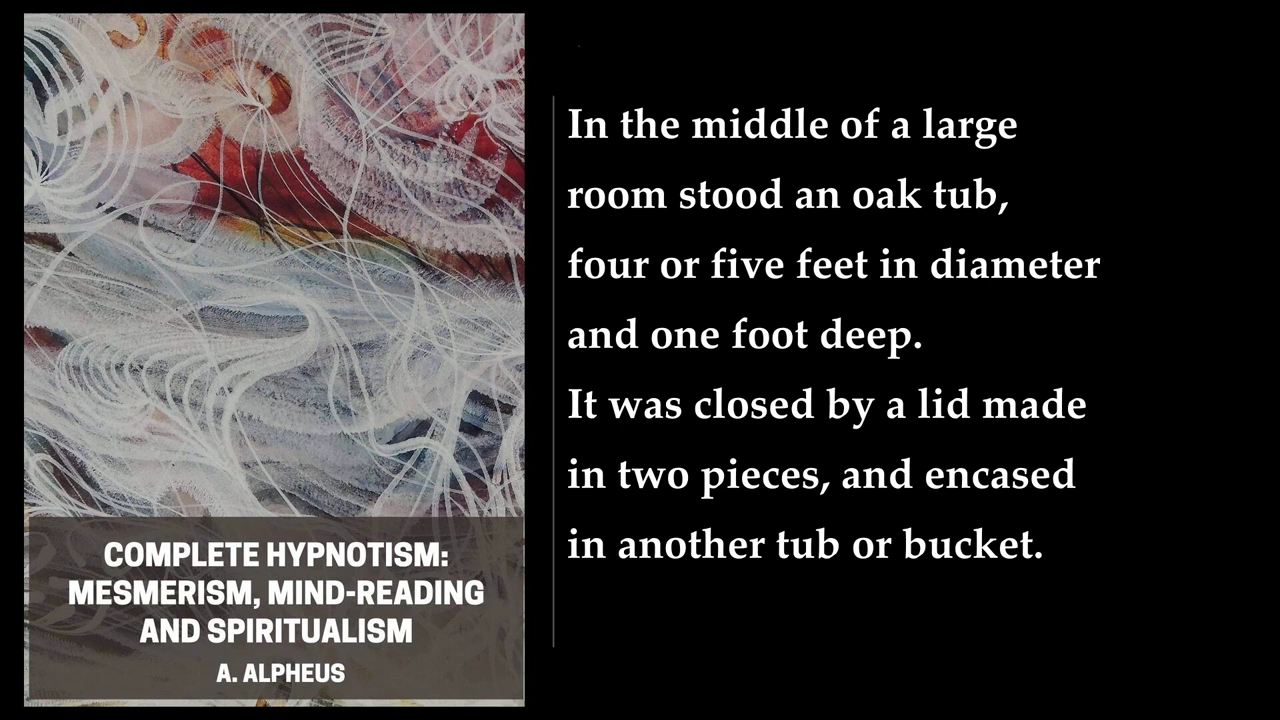 COMPLETE HYPNOTISM:
MESMERISM, MIND-READING
AND SPIRITUALISM
A. ALPHEUS
In the middle of a large
room stood an oak tub,
four or five feet in diameter
and one foot deep.
It was closed by a lid made
in two pieces, and encased
in another tub or bucket.